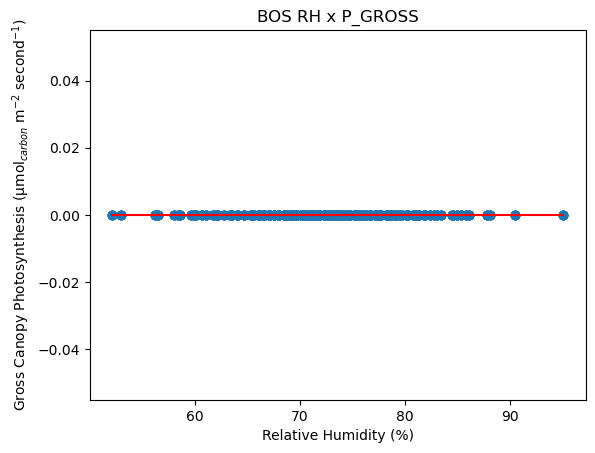 BOS RH x P_GROSS
Gross Canopy Photosynthesis (μmol$_{carbon}$ m$^{-2}$ second$^{-1}$)
0.04
0.02
0.00
−0.02
−0.04
60 70 80 90
Relative Humidity (%)